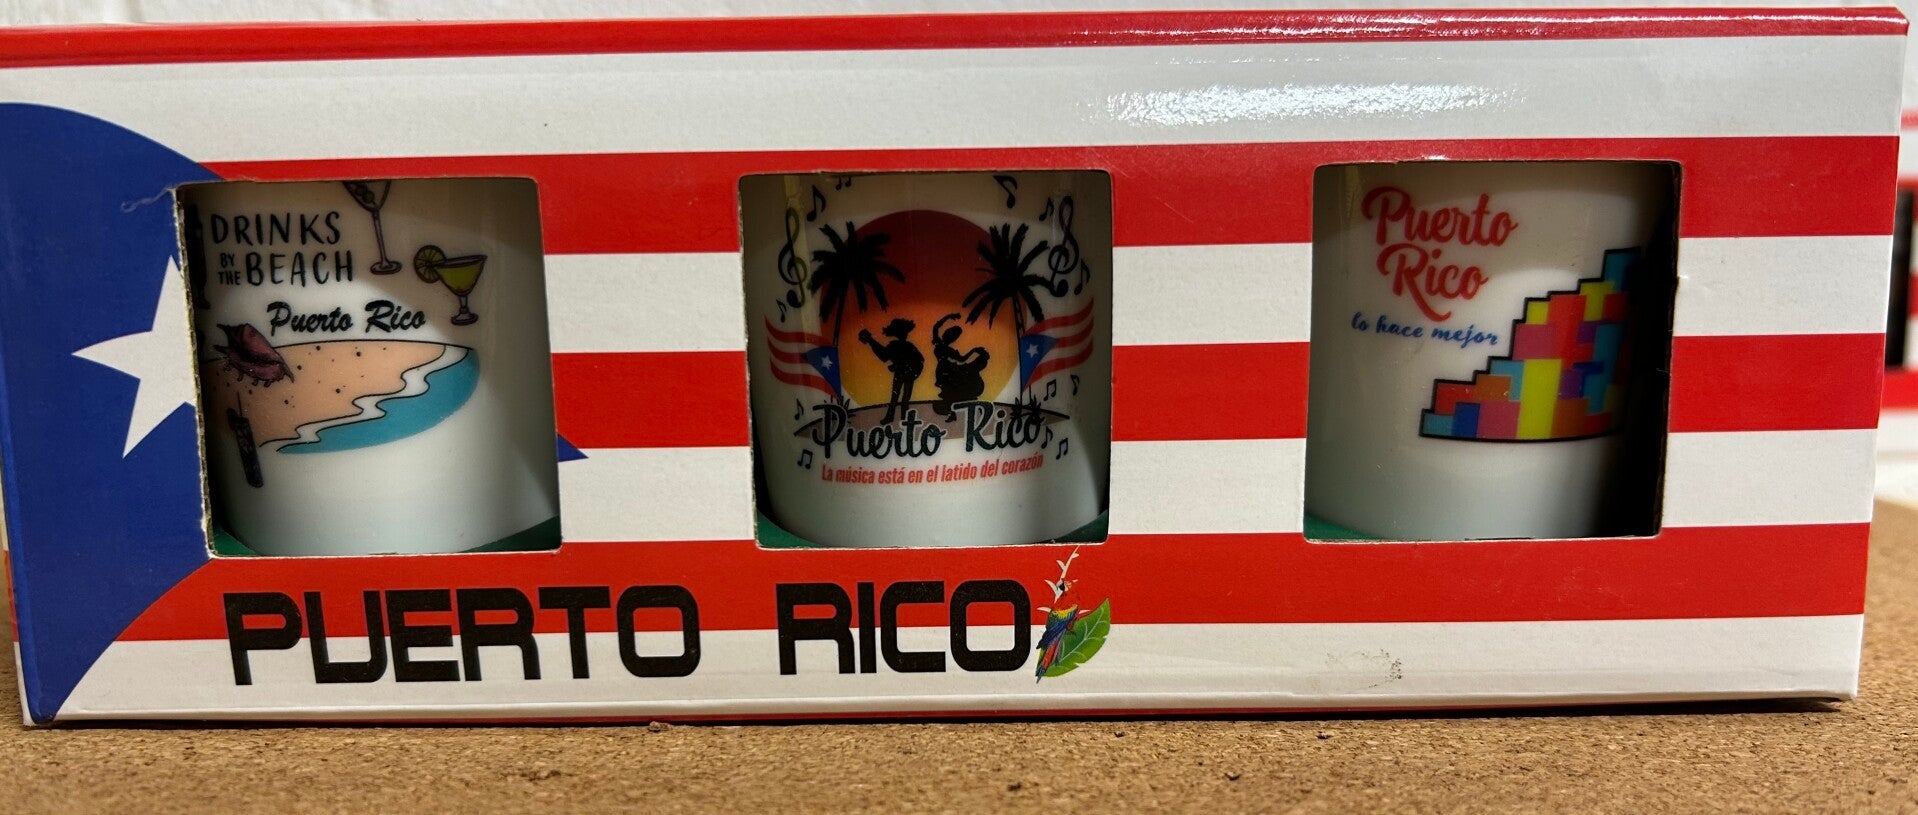 DRINKS
BY THE BEACH
Puerto Rico
Puerto Rico
La música está en el latido del corazón
Puerto
Rico
lo hace mejor
PUERTO RICO